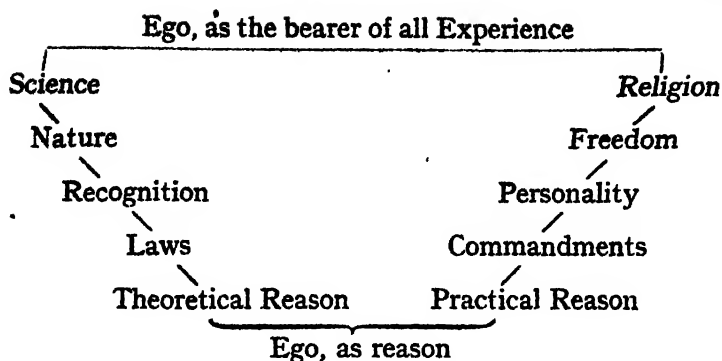 Ego, as the bearer of all Experience
Science Religion
Nature Freedom
Recognition Personality
Laws Commandments
Theoretical Reason Practical Reason
Ego, as reason